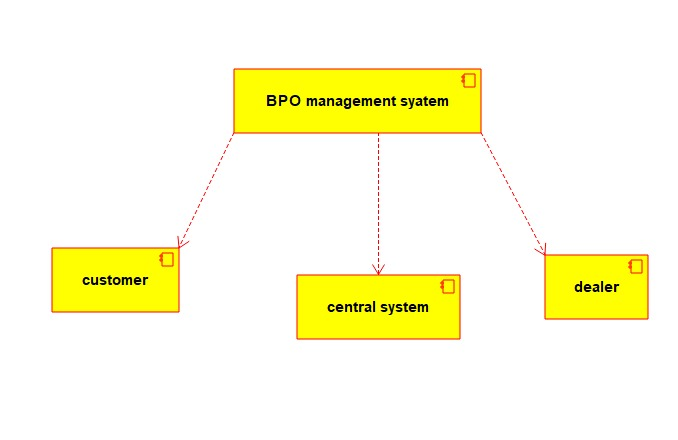 BPO management syatem
customer
central system
dealer